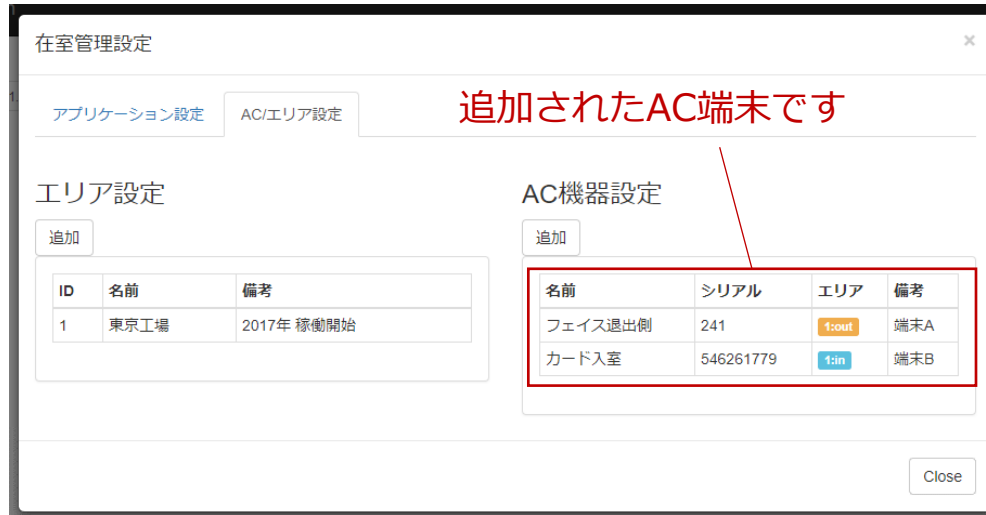 在室管理設定
×
アプリケーション設定
AC/エリア設定
追加されたAC端末です
エリア設定
追加
ID 名前 備考
1 東京工場 2017年 稼働開始
AC機器設定
追加
名前 シリアル エリア 備考
フェイス退出側 241 1:out 端末A
カード入室 546261779 1:in 端末B
Close